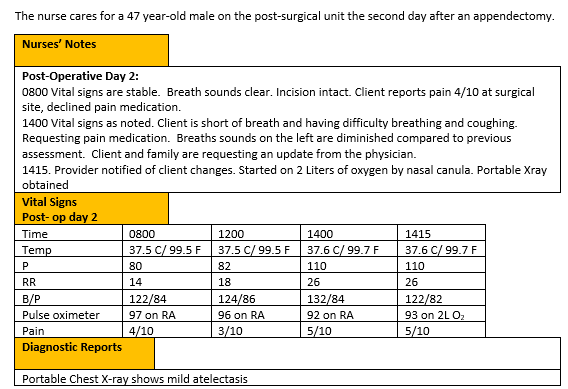 The nurse cares for a 47 year-old male on the post-surgical unit the second day after an appendectomy.
Nurses' Notes
Post-Operative Day 2:
0800 Vital signs are stable.  Breath sounds clear. Incision intact. Client reports pain 4/10 at surgical
site, declined pain medication.
1400 Vital signs as noted. Client is short of breath and having difficulty breathing and coughing.
Requesting pain medication.  Breaths sounds on the left are diminished compared to previous
assessment.  Client and family are requesting an update from the physician.
1415. Provider notified of client changes. Started on 2 Liters of oxygen by nasal canula. Portable Xray
obtained
Vital Signs
Post- op day 2
Time 0800 1200 1400 1415
Temp 37.5 C/ 99.5 F 37.5 C/ 99.5 F 37.6 C/ 99.7 F 37.6 C/ 99.7 F
P 80 82 110 110
RR 14 18 26 26
B/P 122/84 124/86 132/84 122/82
Pulse oximeter 97 on RA 96 on RA 92 on RA 93 on 2L O₂
Pain 4/10 3/10 5/10 5/10
Diagnostic Reports
Portable Chest X-ray shows mild atelectasis